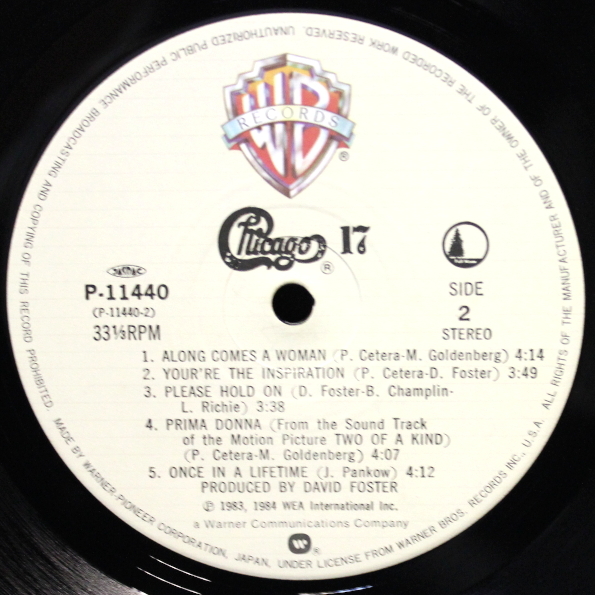 UNAUTHORIZED PUBLIC PERFORMANCE BROADCASTING AND COPYING OF THIS RECORD PROHIBITED. MADE BY WARNER-PIONEER CORPORATION, JAPAN, UNDER LICENSE FROM WARNER BROS. RECORDS INC., U.S.A. ALL RIGHTS OF THE MANUFACTURER AND OF THE OWNER OF THE RECORDED WORK RESERVED.
WB
RECORDS
®
Chicago 17
®
JASRAC
P-11440
(P-11440-2)
33⅓RPM
SIDE
2
STEREO
1. ALONG COMES A WOMAN (P. Cetera-M. Goldenberg) 4:14
2. YOUR'RE THE INSPIRATION (P. Cetera-D. Foster) 3:49
3. PLEASE HOLD ON (D. Foster-B. Champlin-
L. Richie) 3:38
4. PRIMA DONNA (From the Sound Track
of the Motion Picture TWO OF A KIND)
(P. Cetera-M. Goldenberg) 4:07
5. ONCE IN A LIFETIME (J. Pankow) 4:12
PRODUCED BY DAVID FOSTER
℗ 1983, 1984 WEA International Inc.
a Warner Communications Company
®